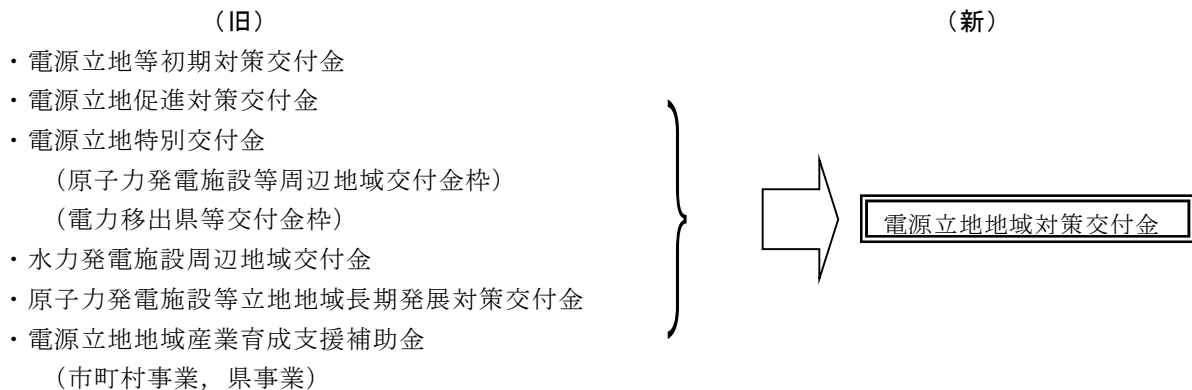 （旧）
（新）
・電源立地等初期対策交付金
・電源立地促進対策交付金
・電源立地特別交付金
（原子力発電施設等周辺地域交付金枠）
（電力移出県等交付金枠）
・水力発電施設周辺地域交付金
・原子力発電施設等立地地域長期発展対策交付金
・電源立地地域産業育成支援補助金
（市町村事業，県事業）
電源立地地域対策交付金